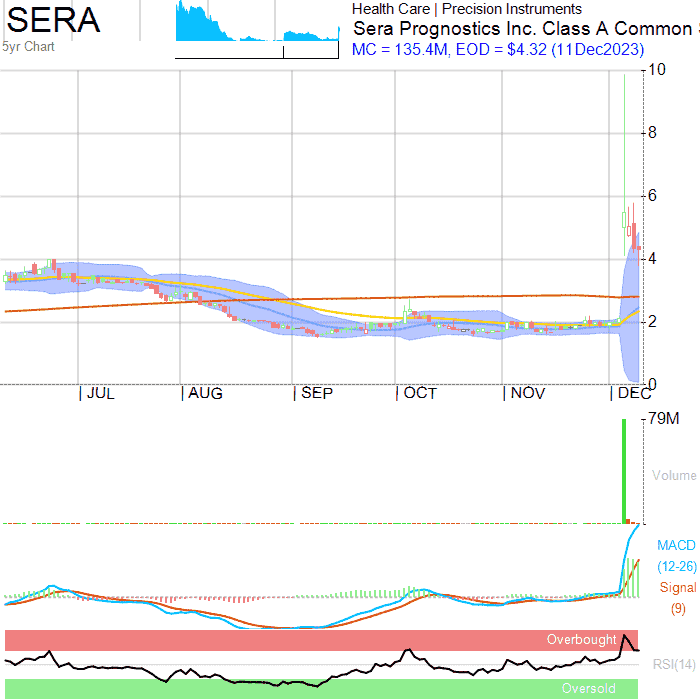 SERA
5yr Chart
Health Care | Precision Instruments
Sera Prognostics Inc. Class A Common
MC = 135.4M, EOD = $4.32 (11Dec2023)
10
8
6
4
2
0
JUL AUG SEP OCT NOV DEC
79M
Volume
MACD
(12-26)
Signal
(9)
Overbought
RSI(14)
Oversold